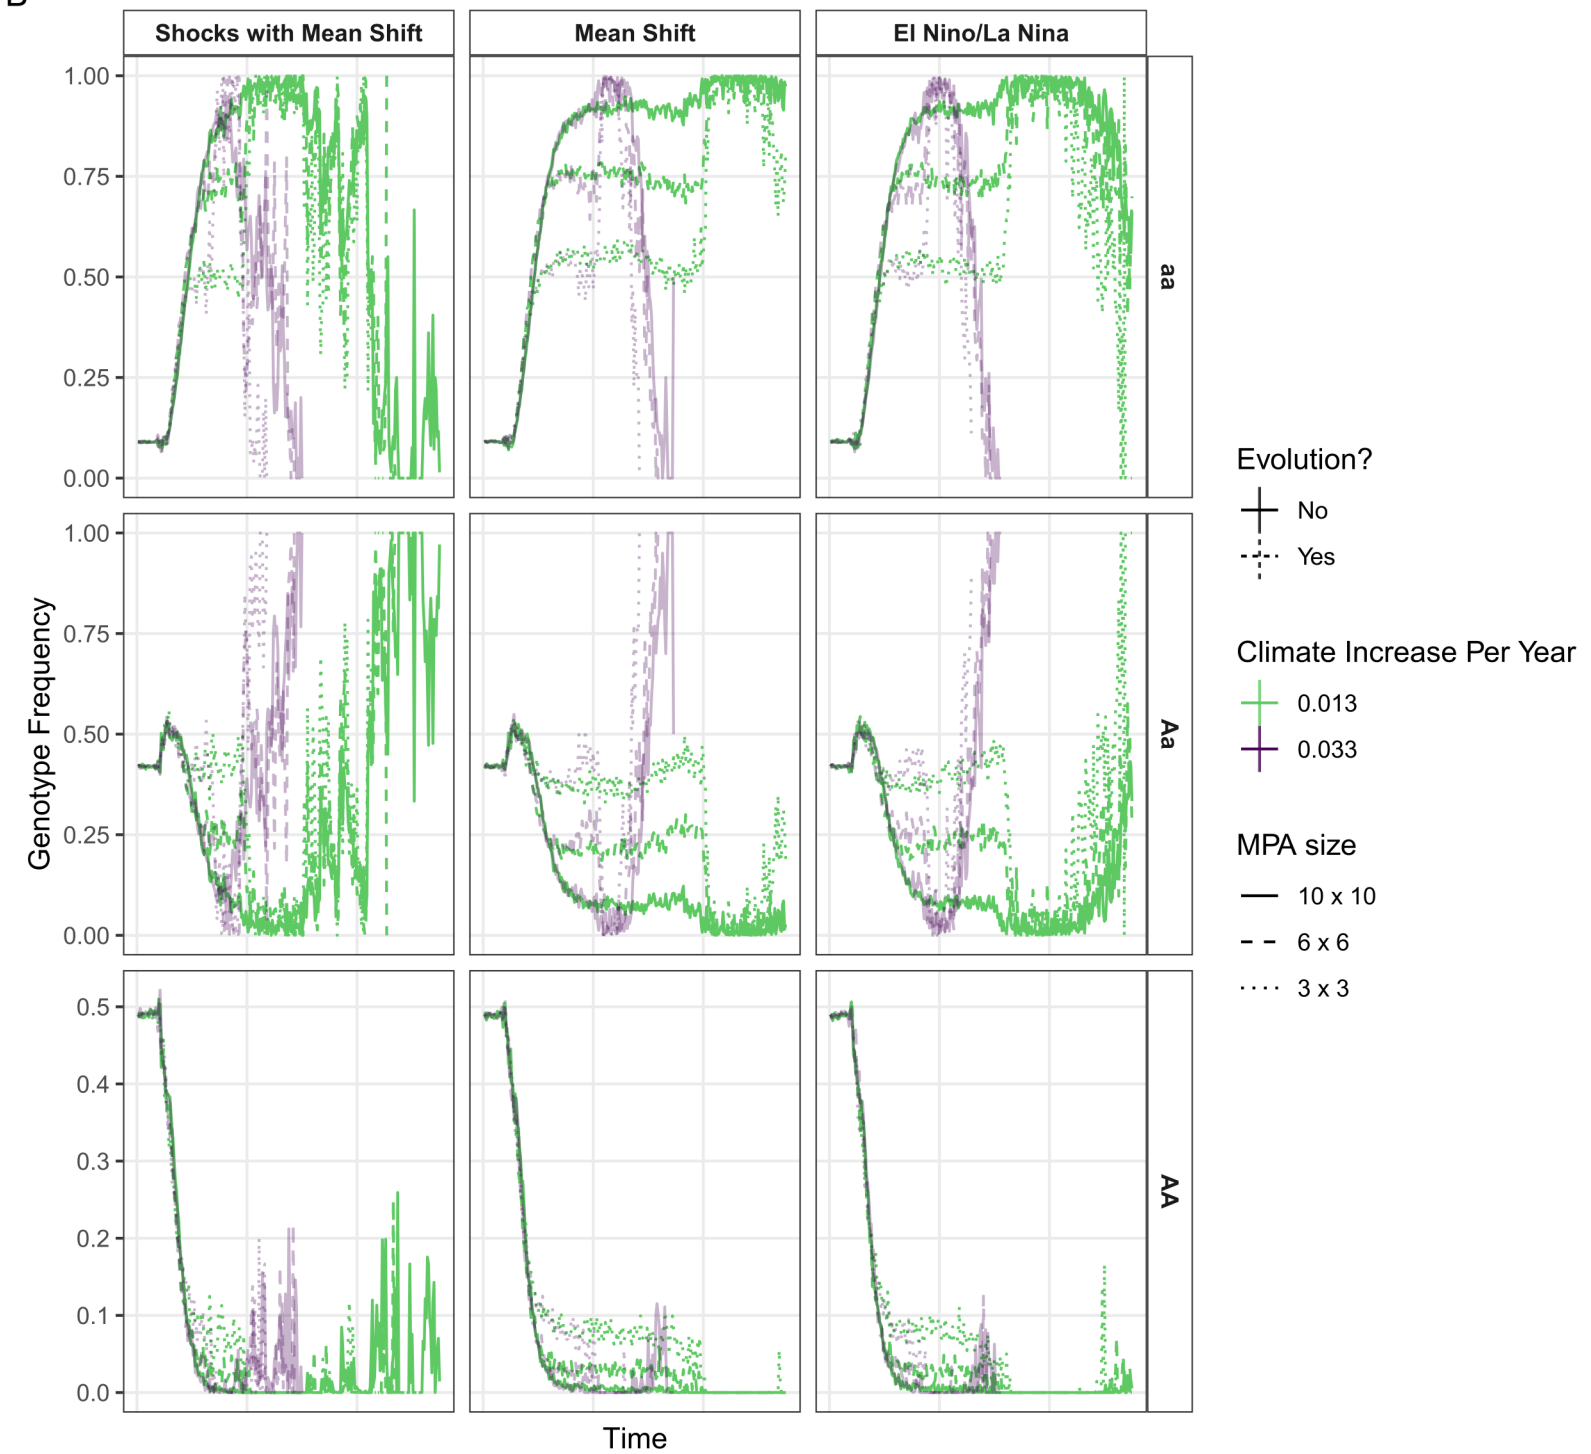 B
Shocks with Mean Shift
Mean Shift
El Nino/La Nina
1.00
0.75
0.50
0.25
0.00
aa
1.00
0.75
0.50
0.25
0.00
Aa
0.5
0.4
0.3
0.2
0.1
0.0
AA
Genotype Frequency
Time
Evolution?
No
Yes
Climate Increase Per Year
0.013
0.033
MPA size
10 x 10
6 x 6
3 x 3